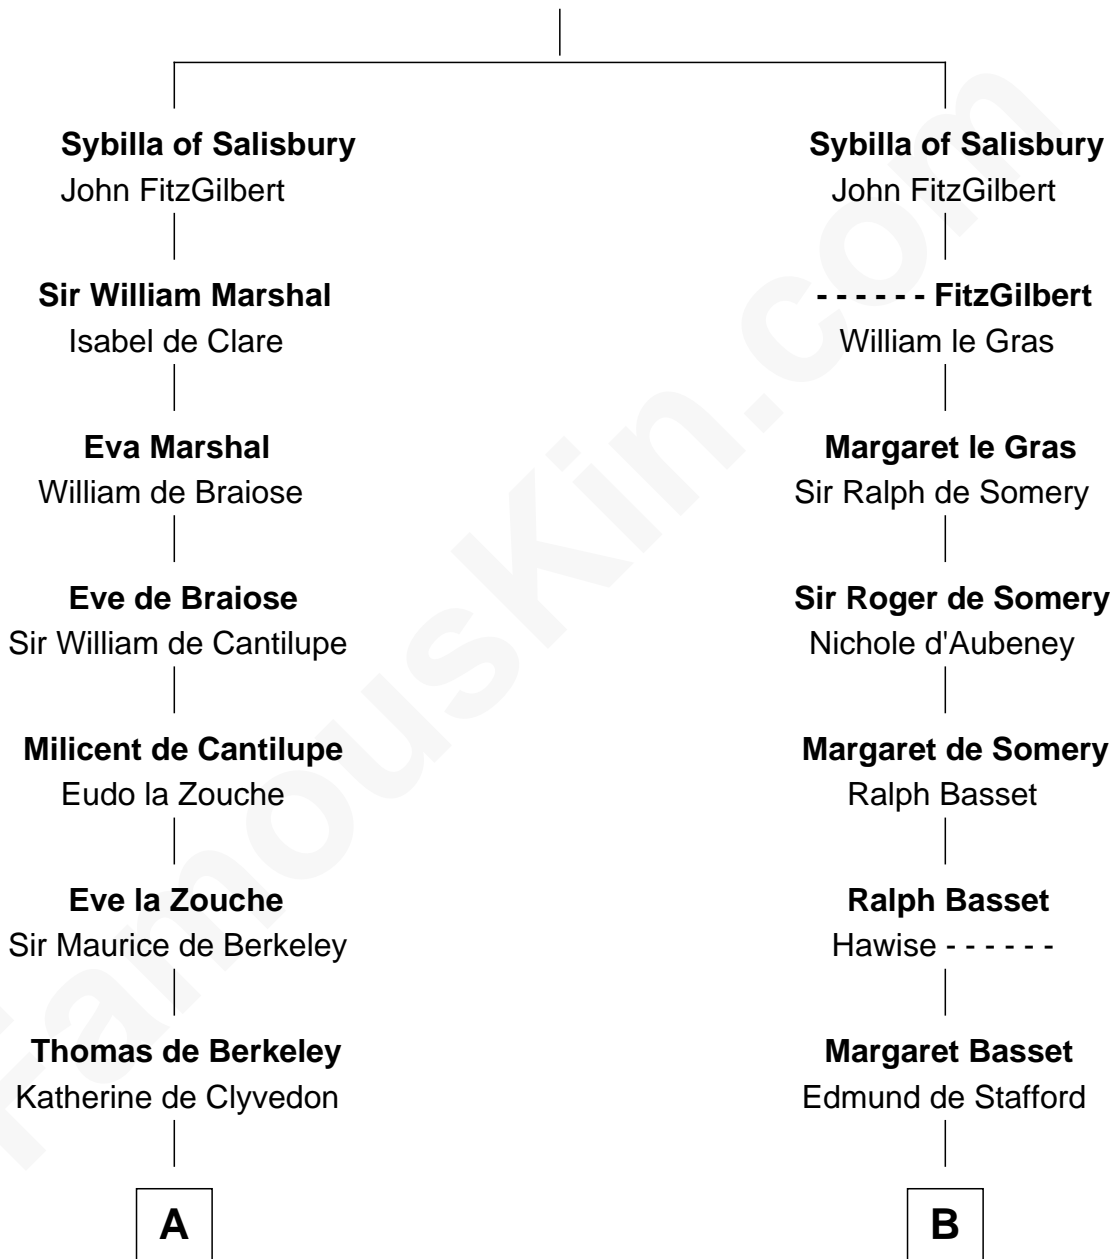 Sybilla of Salisbury
John FitzGilbert
Sir William Marshal
Isabel de Clare
Eva Marshal
William de Braiose
Eve de Braiose
Sir William de Cantilupe
Milicent de Cantilupe
Eudo la Zouche
Eve la Zouche
Sir Maurice de Berkeley
Thomas de Berkeley
Katherine de Clyvedon
A
Sybilla of Salisbury
John FitzGilbert
- - - - - - FitzGilbert
William le Gras
Margaret le Gras
Sir Ralph de Somery
Sir Roger de Somery
Nichole d'Aubeney
Margaret de Somery
Ralph Basset
Ralph Basset
Hawise - - - - - -
Margaret Basset
Edmund de Stafford
B
FamousKin.com